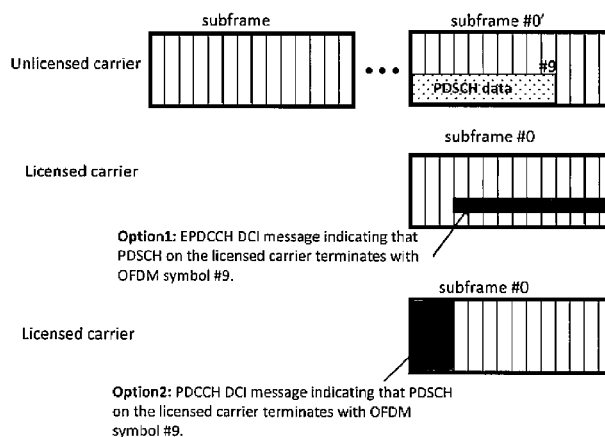 subframe
subframe #0'
Unlicensed carrier
#9
PDSCH data
subframe #0
Licensed carrier
Option1: EPDCCH DCI message indicating that
PDSCH on the licensed carrier terminates with
OFDM symbol #9.
subframe #0
Licensed carrier
Option2: PDCCH DCI message indicating that PDSCH
on the licensed carrier terminates with OFDM
symbol #9.